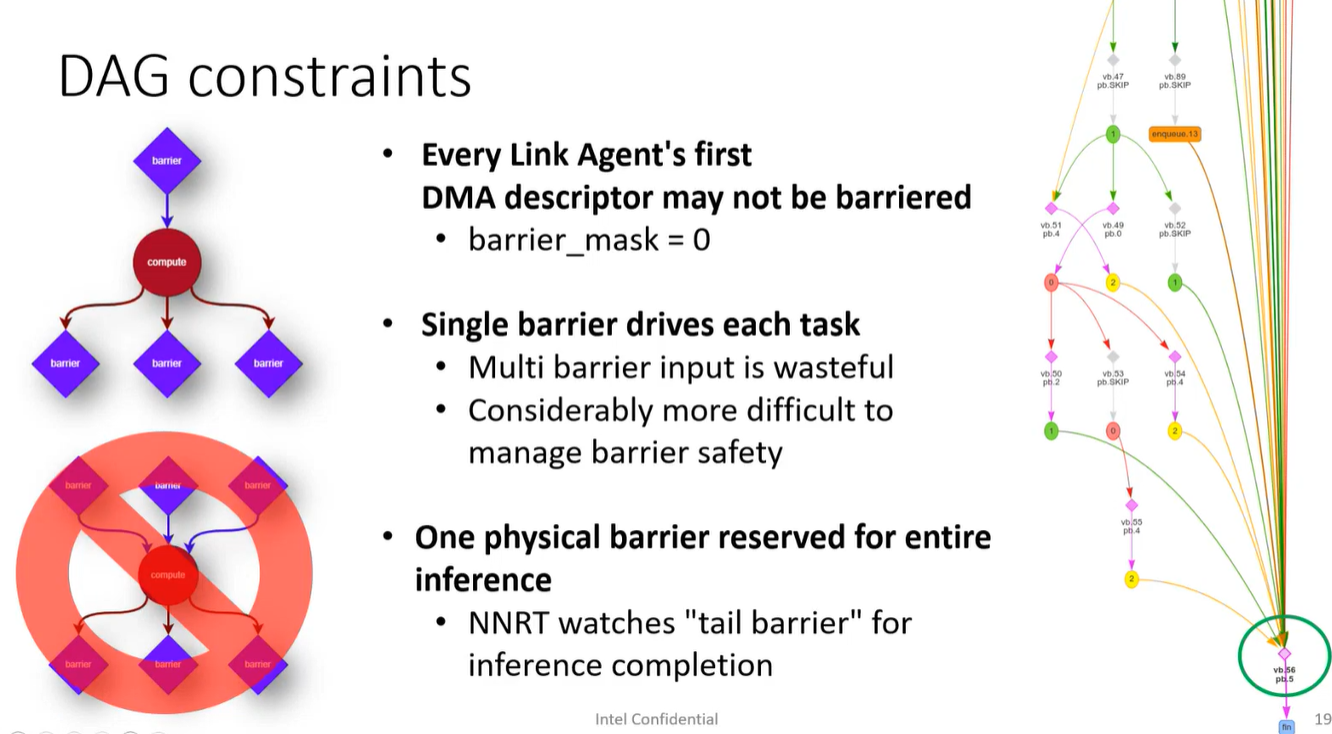 DAG constraints
barrier
compute
barrier
barrier
barrier
barrier
barrier
barrier
compute
barrier
barrier
barrier
• Every Link Agent's first
DMA descriptor may not be barriered
• barrier_mask = 0
• Single barrier drives each task
• Multi barrier input is wasteful
• Considerably more difficult to
manage barrier safety
• One physical barrier reserved for entire
inference
• NNRT watches "tail barrier" for
inference completion
vb.47
pb.SKIP
vb.89
pb.SKIP
1
enqueue.13
vb.51
pb.4
vb.49
pb.0
vb.52
pb.SKIP
0
2
1
vb.50
pb.2
vb.53
pb.SKIP
vb.54
pb.4
1
0
2
vb.55
pb.4
2
vb.56
pb.5
fin
Intel Confidential
19